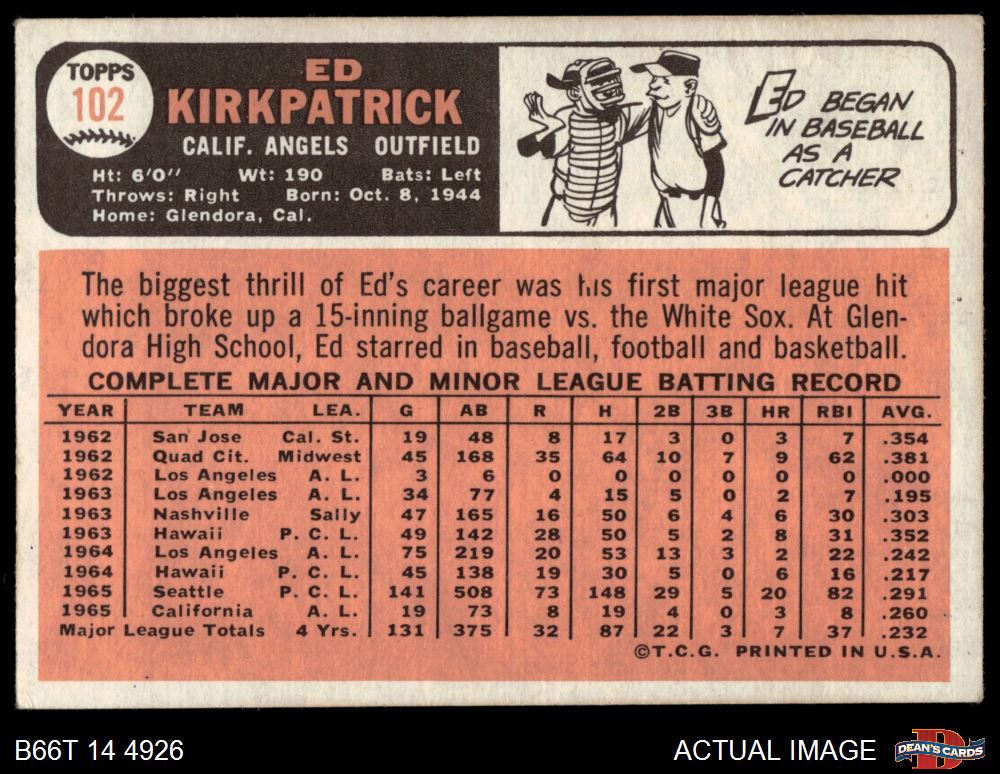 TOPPS
102
ED
KIRKPATRICK
CALIF. ANGELS OUTFIELD
Ht: 6'0'' Wt: 190 Bats: Left
Throws: Right Born: Oct. 8, 1944
Home: Glendora, Cal.
ED BEGAN
IN BASEBALL
AS A
CATCHER
The biggest thrill of Ed's career was his first major league hit
which broke up a 15-inning ballgame vs. the White Sox. At Glen-
dora High School, Ed starred in baseball, football and basketball.
COMPLETE MAJOR AND MINOR LEAGUE BATTING RECORD
YEAR TEAM LEA. G AB R H 2B 3B HR RBI AVG.
1962 San Jose Cal. St. 19 48 8 17 3 0 3 7 .354
1962 Quad Cit. Midwest 45 168 35 64 10 7 9 62 .381
1962 Los Angeles A. L. 3 6 0 0 0 0 0 0 .000
1963 Los Angeles A. L. 34 77 4 15 5 0 2 7 .195
1963 Nashville Sally 47 165 16 50 6 4 6 30 .303
1963 Hawaii P. C. L. 49 142 28 50 5 2 8 31 .352
1964 Los Angeles A. L. 75 219 20 53 13 3 2 22 .242
1964 Hawaii P. C. L. 45 138 19 30 5 0 6 16 .217
1965 Seattle P. C. L. 141 508 73 148 29 5 20 82 .291
1965 California A. L. 19 73 8 19 4 0 3 8 .260
Major League Totals 4 Yrs. 131 375 32 87 22 3 7 37 .232
©T.C.G. PRINTED IN U.S.A.
B66T 14 4926
ACTUAL IMAGE
D
DEAN'S CARDS